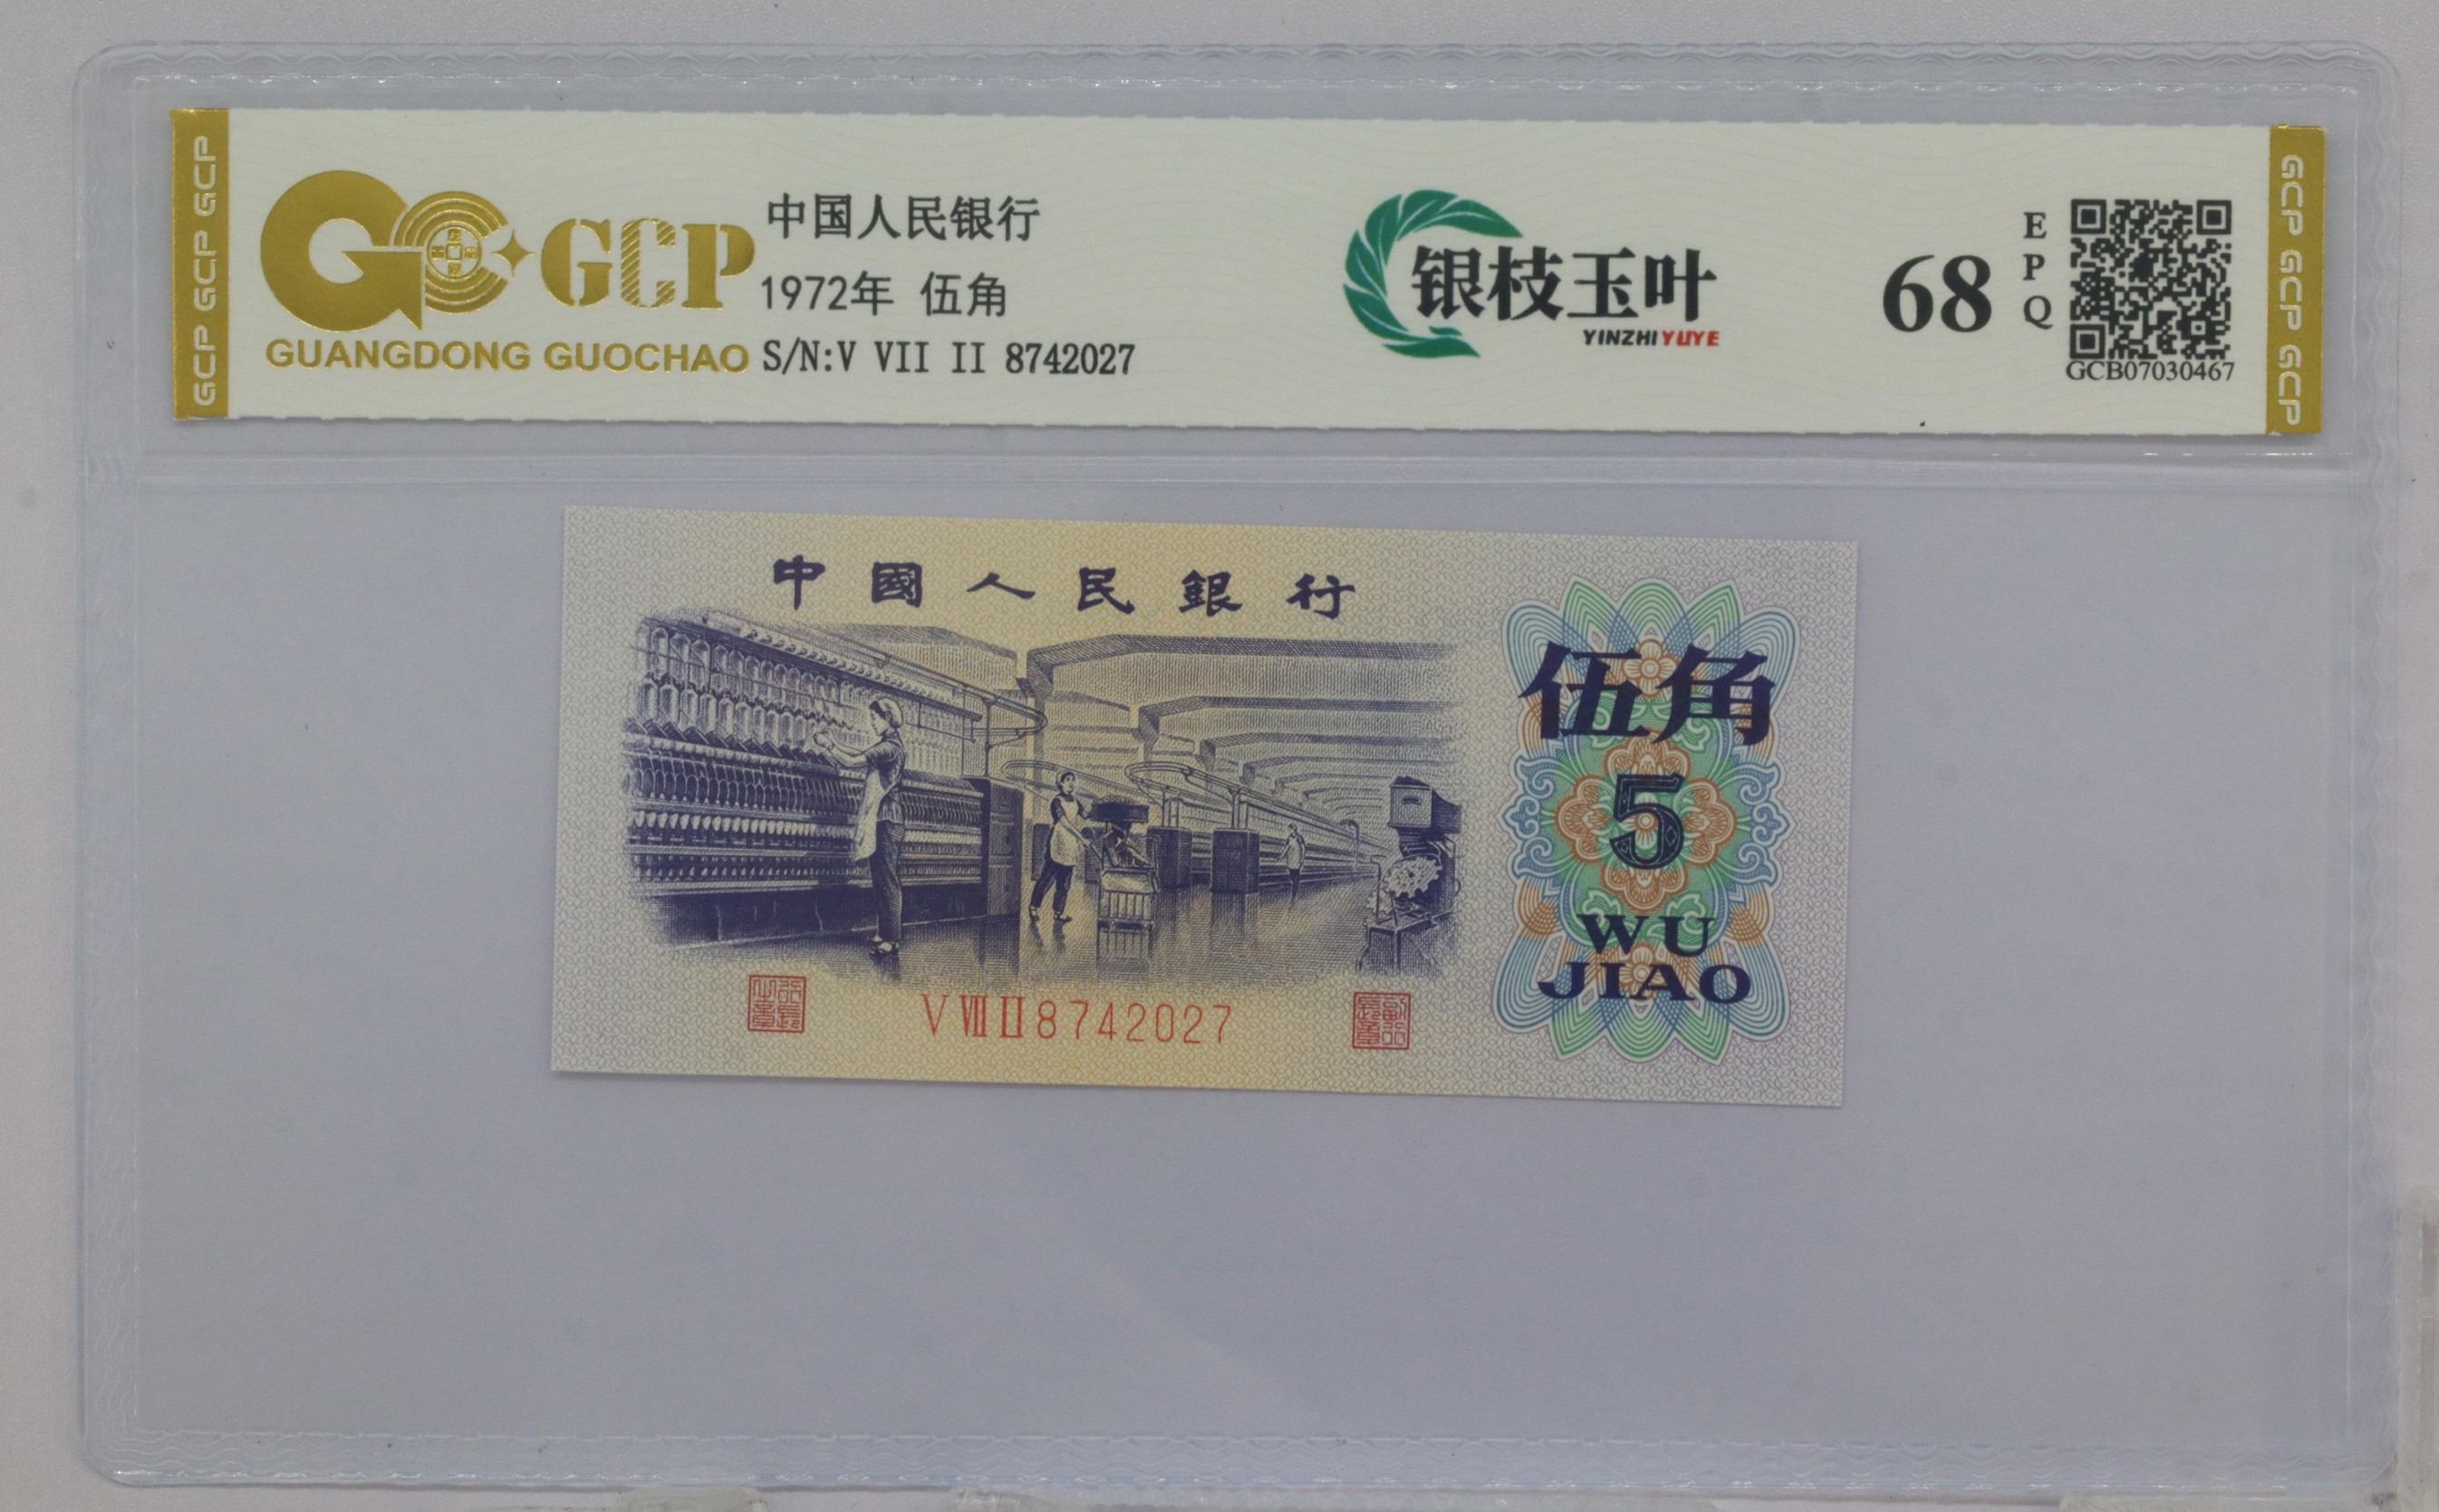 GCP GCP GCP
GCP
GUANGDONG GUOCHAO
中国人民银行
1972年 伍角
S/N:V VII II 8742027
银枝玉叶
YINZHIYUYE
68
EPQ
GCB07030467
GCP GCP GCP
中國人民銀行
伍角
5
WU
JIAO
V VII II 8742027